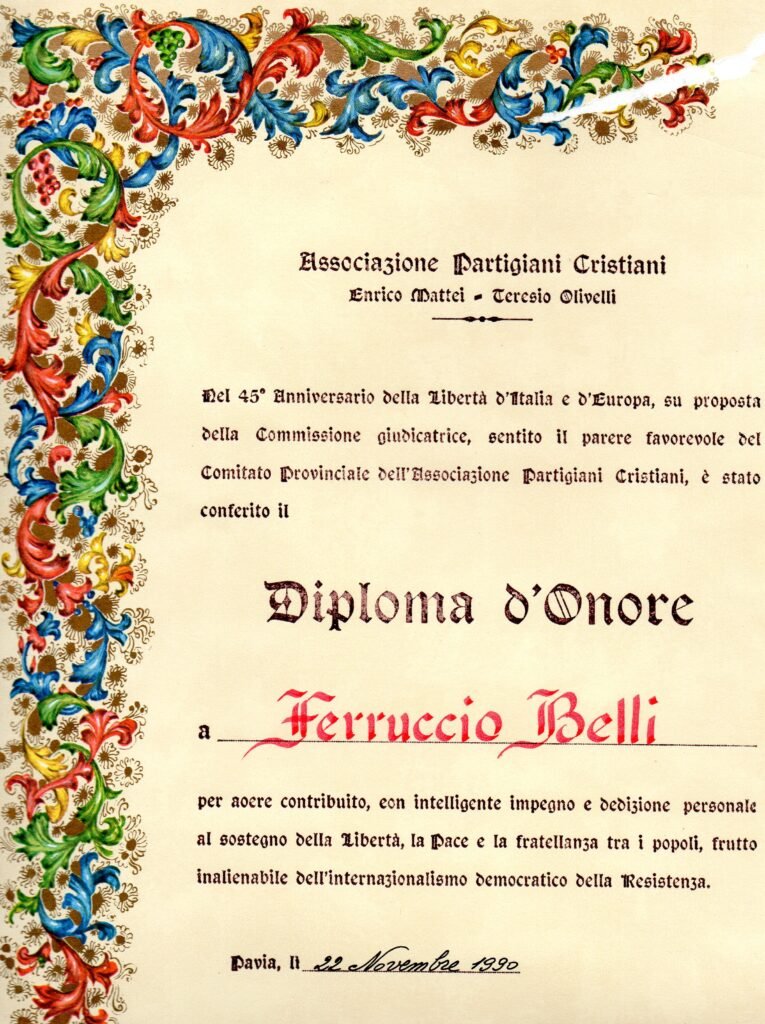 Associazione Partigiani Cristiani
Enrico Mattei - Teresio Olivelli
Nel 45° Anniversario della Libertà d'Italia e d'Europa, su proposta
della Commissione giudicatrice, sentito il parere favorevole del
Comitato Provinciale dell'Associazione Partigiani Cristiani, è stato
conferito il
Diploma d'Onore
a Ferruccio Belli
per aoere contribuito, eon intelligente impegno e dedizione personale
al sostegno della Libertà, la Pace e la fratellanza tra i popoli, frutto
inalienabile dell'internazionalismo democratico della Resistenza.
Pavia, lì 22 Novembre 1990